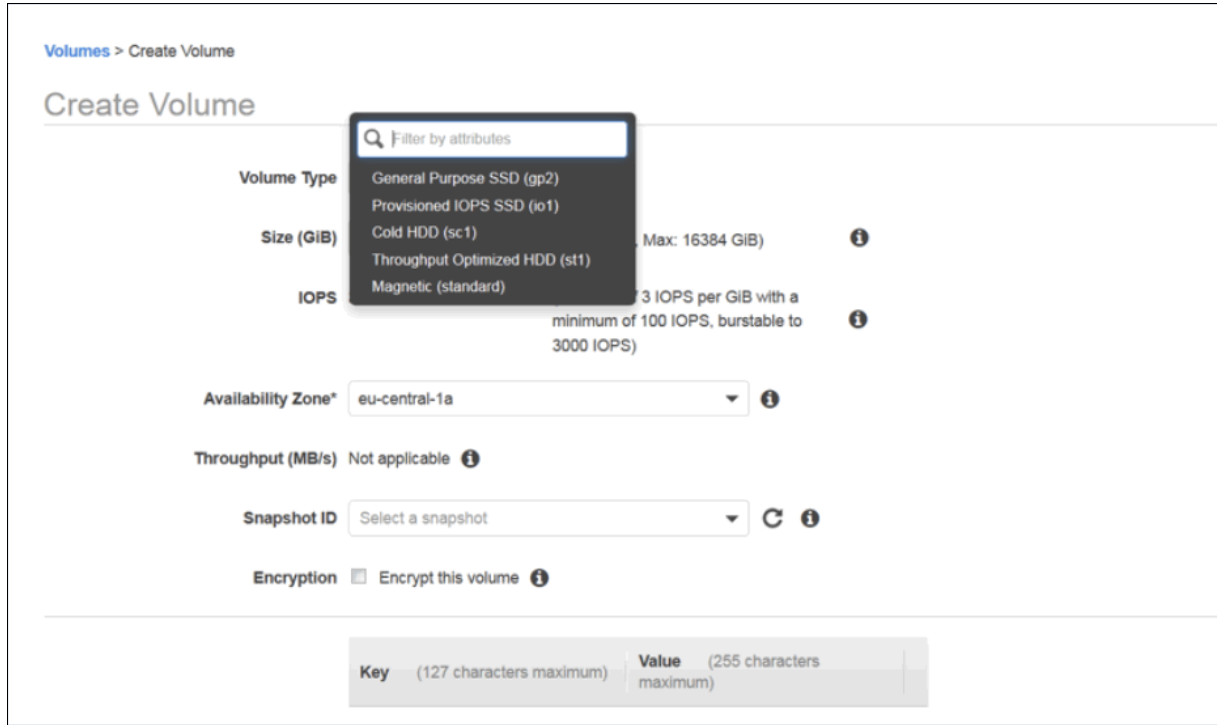 Volumes > Create Volume
Create Volume
Filter by attributes
Volume Type
General Purpose SSD (gp2)
Provisioned IOPS SSD (io1)
Size (GiB)
Cold HDD (sc1)
, Max: 16384 GiB)
Throughput Optimized HDD (st1)
Magnetic (standard)
IOPS
/ 3 IOPS per GiB with a
minimum of 100 IOPS, burstable to
3000 IOPS)
Availability Zone* eu-central-1a
Throughput (MB/s) Not applicable
Snapshot ID Select a snapshot
Encryption Encrypt this volume
Key (127 characters maximum)
Value (255 characters
maximum)